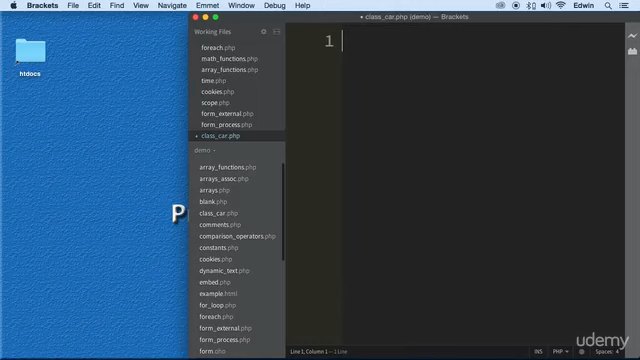 Brackets File Edit Find View Navigate Window Debug Help Edwin
• class_car.php (demo) — Brackets
htdocs
Working Files
foreach.php
math_functions.php
array_functions.php
time.php
cookies.php
scope.php
form_external.php
form_process.php
class_car.php
demo
array_functions.php
arrays_assoc.php
arrays.php
blank.php
class_car.php
comments.php
comparison_operators.php
constants.php
cookies.php
dynamic_text.php
embed.php
example.html
for_loop.php
foreach.php
form_external.php
form_process.php
form.php
1
P
Line 1, Column 1 — 1 Line
INS PHP Spaces: 4
udemy